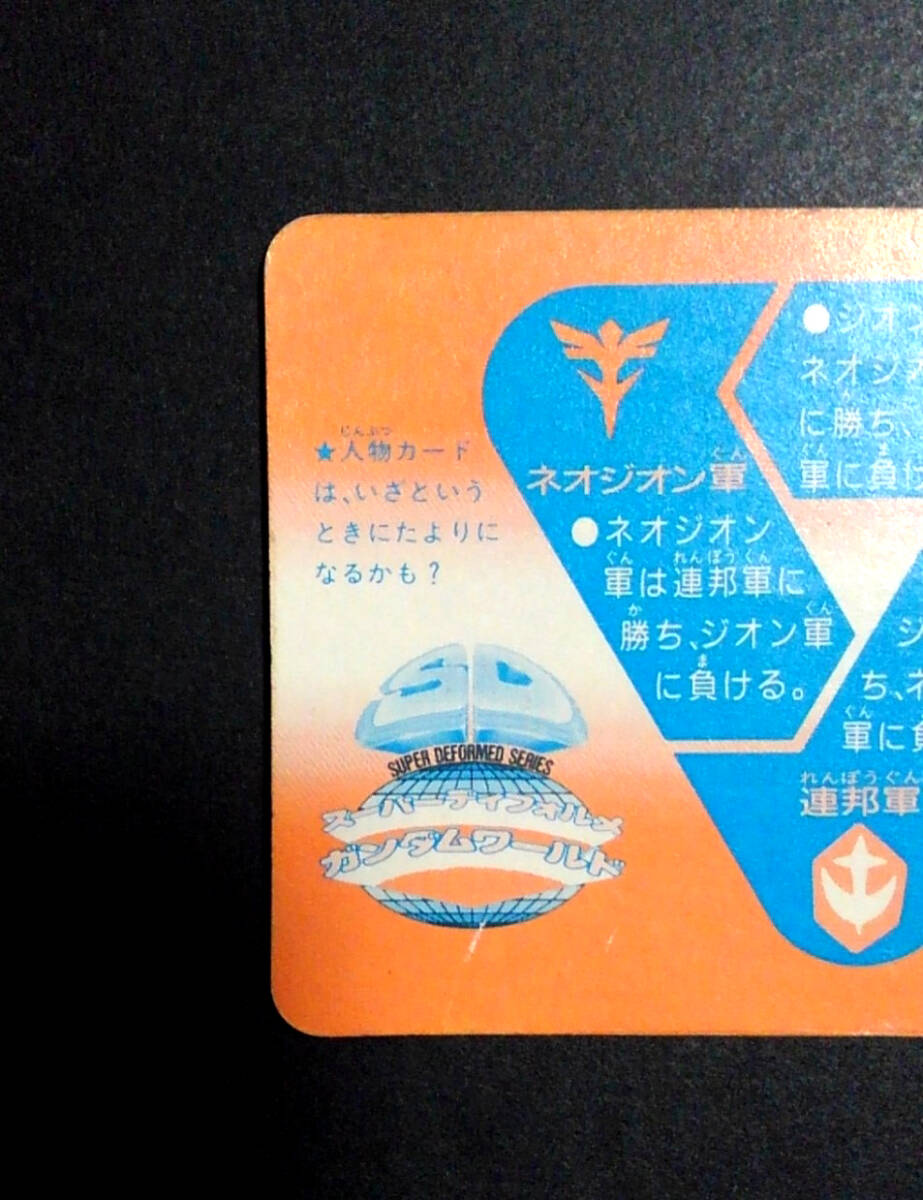 ★人物カード
は、いざという
ときにたよりに
なるかも?
SD
SUPER DEFORMED SERIES
スーパーディフォルメ
ガンダムワールド
ネオジオン軍
●ネオジオン
軍は連邦軍に
勝ち、ジオン軍
に負ける。
●ジオ
ネオジ
に勝ち、
軍に負け
ジ
ち、ネ
軍に負
連邦軍